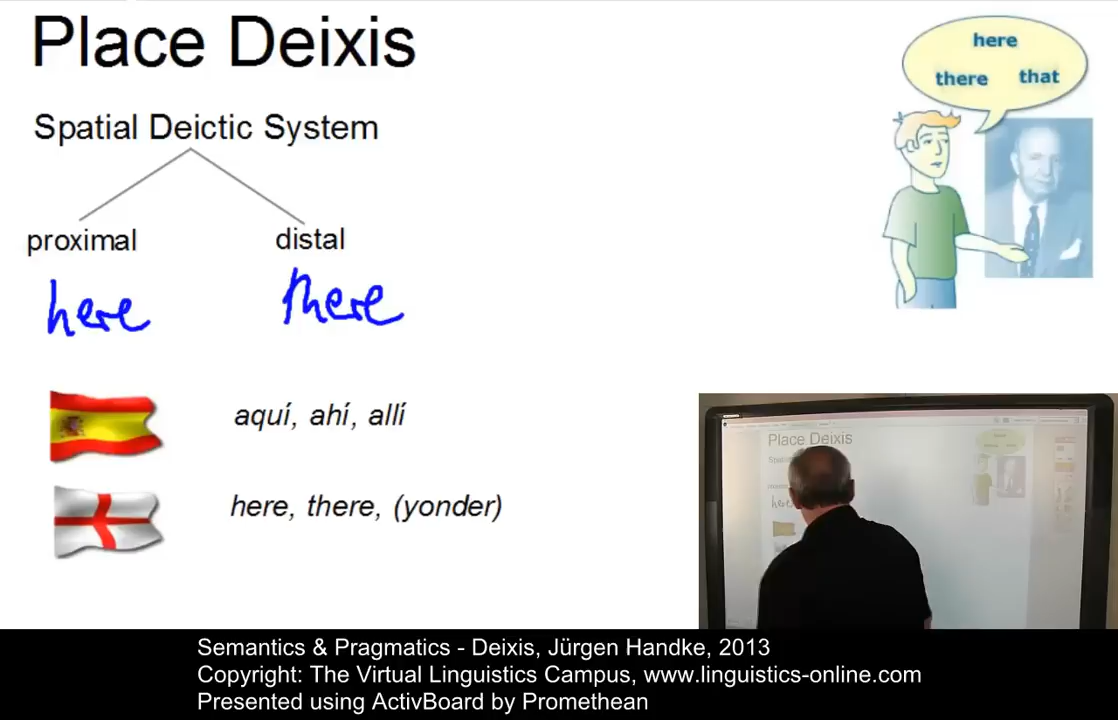 Place Deixis
here
there that
Spatial Deictic System
proximal distal
here there
aquí, ahí, allí
here, there, (yonder)
Place Deixis
Semantics & Pragmatics - Deixis, Jürgen Handke, 2013
Copyright: The Virtual Linguistics Campus, www.linguistics-online.com
Presented using ActivBoard by Promethean